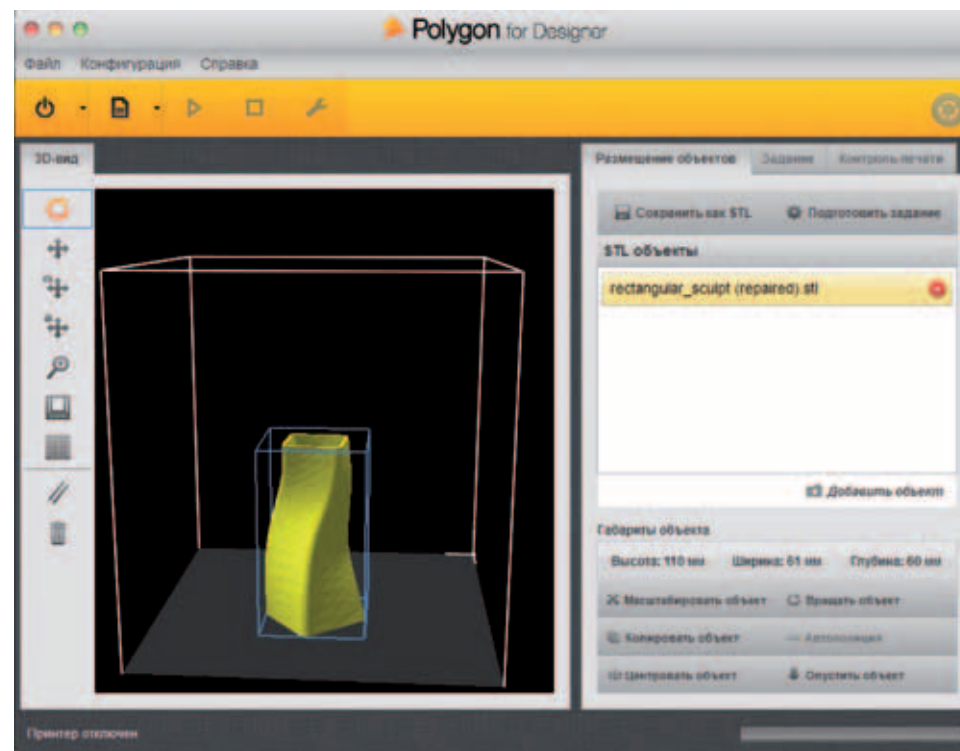 Polygon for Designer
Файл Конфигурация Справка
3D-вид
Размещение объектов Задание Контроль печати
Сохранить как STL Подготовить задание
STL объекты
rectangular_sculpt (repaired).stl
Добавить объект
Габариты объекта
Высота: 110 мм Ширина: 61 мм Глубина: 60 мм
Масштабировать объект Вращать объект
Копировать объект Автопозиция
Центровать объект Опустить объект
Принтер отключен